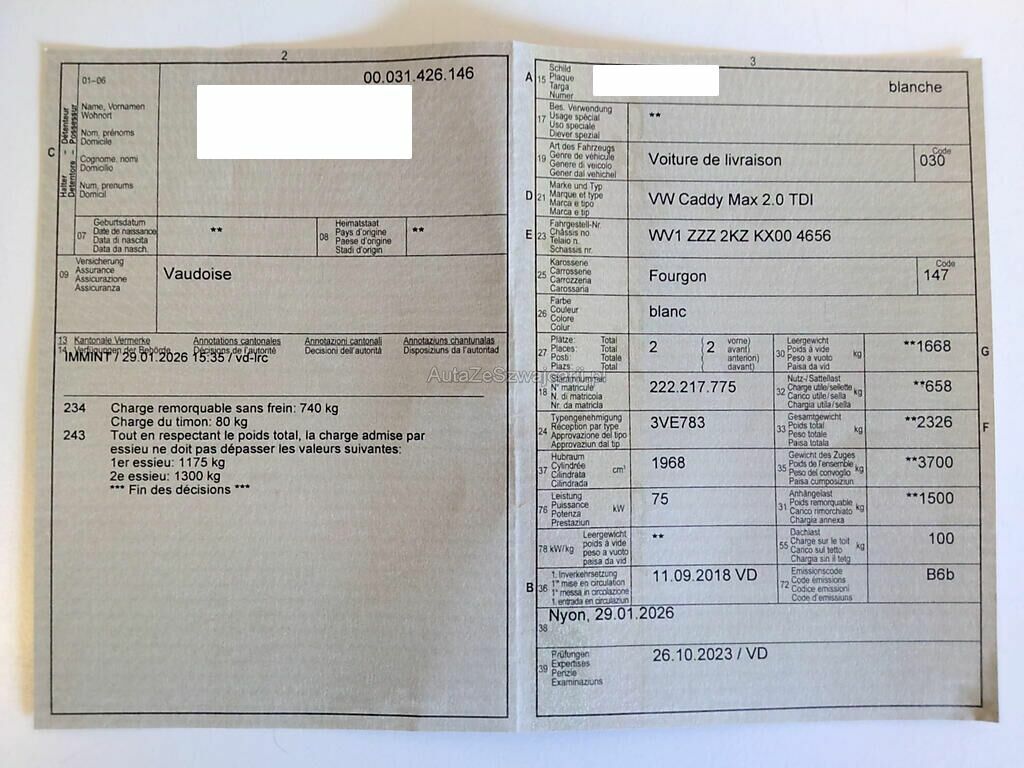 2
01–06
00.031.426.146
C
Halter – Détenteur
Detentore – Possessur
Name, Vornamen
Wohnort
Nom, prénoms
Domicile
Cognome, nomi
Domicilio
Num, prenums
Domicil
07
Geburtsdatum
Date de naissance
Data di nascita
Data da nasch.
**
08
Heimatstaat
Pays d'origine
Paese d'origine
Stadi d'origin
**
09
Versicherung
Assurance
Assicurazione
Assicuranza
Vaudoise
13 Kantonale Vermerke Annotations cantonales Annotazioni cantonali Annotaziuns chantunalas
14 Verfügungen der Behörde Décisions de l'autorité Decisioni dell'autorità Disposiziuns da l'autoritad
IMMINT / 29.01.2026 15:35 / vd-lrc
234 Charge remorquable sans frein: 740 kg
Charge du timon: 80 kg
243 Tout en respectant le poids total, la charge admise par
essieu ne doit pas dépasser les valeurs suivantes:
1er essieu: 1175 kg
2e essieu: 1300 kg
*** Fin des décisions ***
3
A
15
Schild
Plaque
Targa
Numer
blanche
17
Bes. Verwendung
Usage spécial
Uso speciale
Diever spezial
**
19
Art des Fahrzeugs
Genre de véhicule
Genere di veicolo
Gener dal vehichel
Voiture de livraison
Code
030
D
21
Marke und Typ
Marque et type
Marca e tipo
Marca e tip
VW Caddy Max 2.0 TDI
E
23
Fahrgestell-Nr.
Châssis no
Telaio n.
Schassis nr.
WV1 ZZZ 2KZ KX00 4656
25
Karosserie
Carrosserie
Carrozzeria
Carossaria
Fourgon
Code
147
26
Farbe
Couleur
Colore
Colur
blanc
27
Plätze: Total
Places: Total
Posti: Totale
Plazs: Total
2
2
vorne)
avant)
anteriori)
davant)
30
Leergewicht
Poids à vide
Peso a vuoto
Paisa da vid
kg
**1668
G
AutaZeSzwajcarii.pl
18
Stammnummer
N° matricule
N. di matricola
Nr. da matricla
222.217.775
32
Nutz-/Sattellast
Charge utile/sellette
Carico utile/sella
Chargia utila/sella
kg
**658
24
Typengenehmigung
Réception par type
Approvazione del tipo
Approvaziun dal tip
3VE783
33
Gesamtgewicht
Poids total
Peso totale
Paisa totala
kg
**2326
F
37
Hubraum
Cylindrée
Cilindrata
Cilindrada
cm³
1968
35
Gewicht des Zuges
Poids de l'ensemble
Peso del convoglio
Paisa cumposiziun
kg
**3700
76
Leistung
Puissance
Potenza
Prestaziun
kW
75
31
Anhängelast
Poids remorquable
Carico rimorchiato
Chargia annexa
kg
**1500
78 kW/kg
Leergewicht
poids à vide
peso a vuoto
paisa da vid
**
55
Dachlast
Charge sur le toit
Carico sul tetto
Chargia sin il tetg
kg
100
B
36
1. Inverkehrsetzung
1re mise en circulation
1a messa in circolazione
1. entrada en circulaziun
11.09.2018 VD
72
Emissionscode
Code émissions
Codice emissioni
Code d'emissiuns
B6b
38
Nyon, 29.01.2026
39
Prüfungen
Expertises
Perizie
Examinaziuns
26.10.2023 / VD